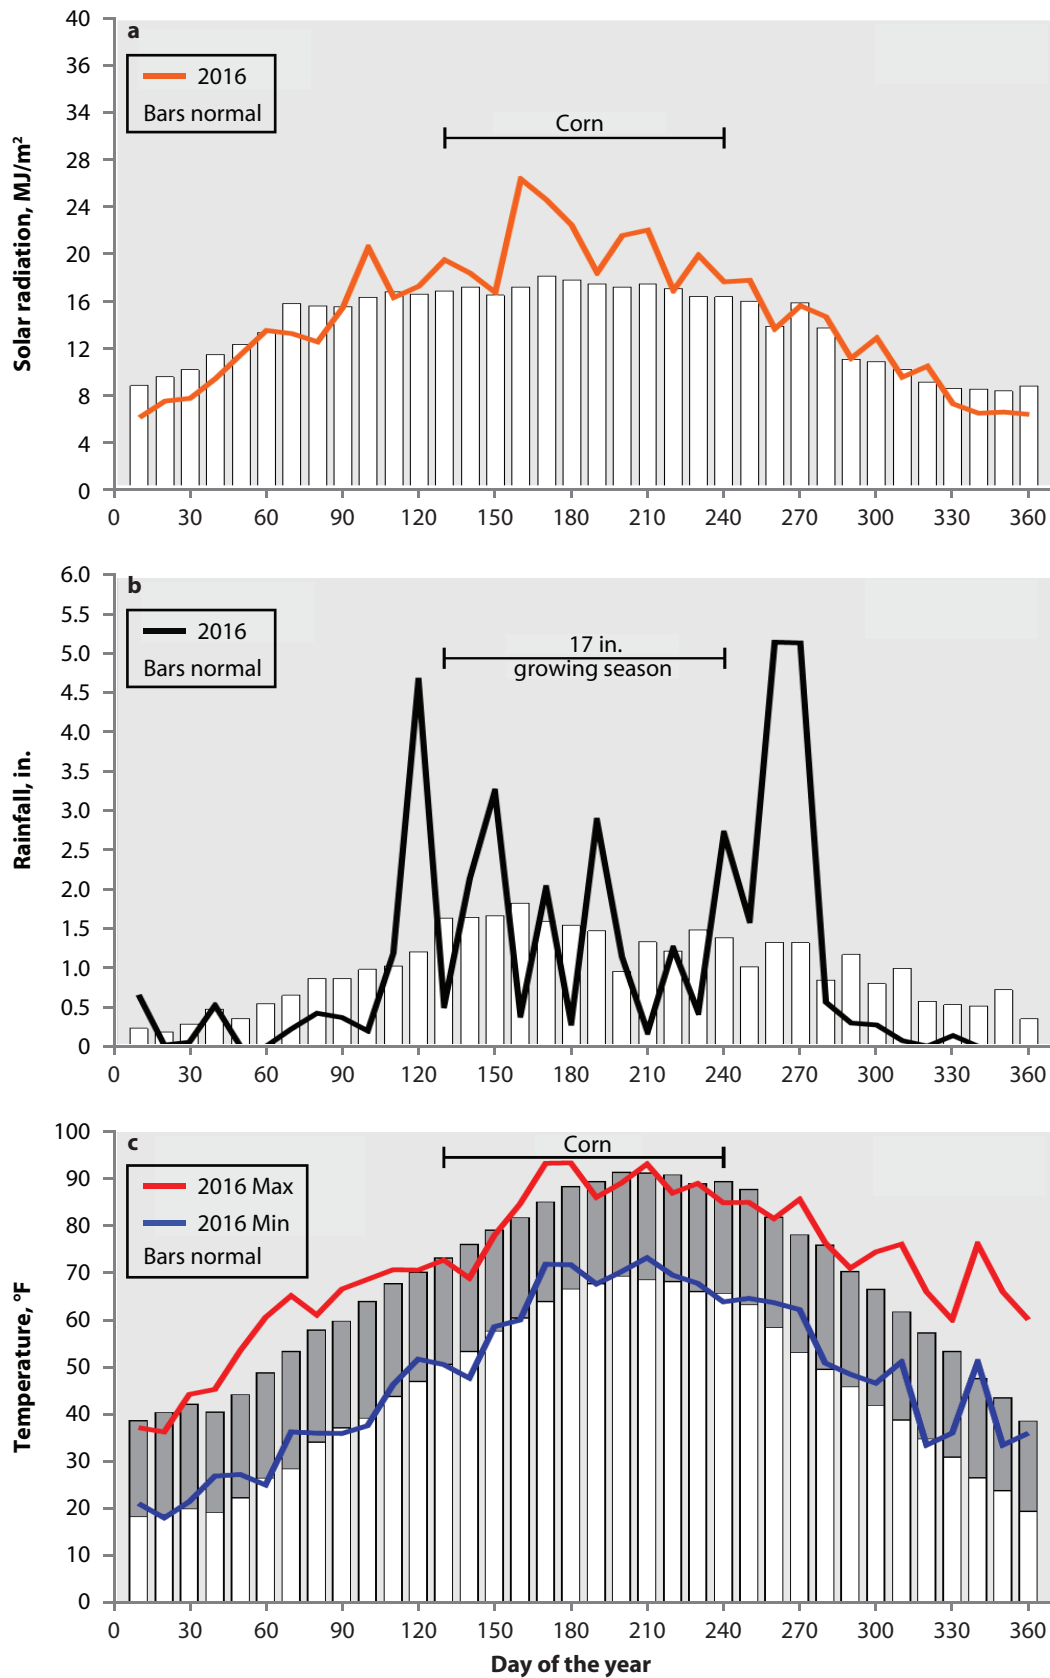 a
2016
Bars normal
Corn
Solar radiation, MJ/m²
40
36
34
28
24
20
16
12
8
4
0
0 30 60 90 120 150 180 210 240 270 300 330 360
b
2016
Bars normal
17 in.
growing season
Rainfall, in.
6.0
5.5
5.0
4.5
4.0
3.5
3.0
2.5
2.0
1.5
1.0
0.5
0
0 30 60 90 120 150 180 210 240 270 300 330 360
c
2016 Max
2016 Min
Bars normal
Corn
Temperature, °F
100
90
80
70
60
50
40
30
20
10
0
0 30 60 90 120 150 180 210 240 270 300 330 360
Day of the year